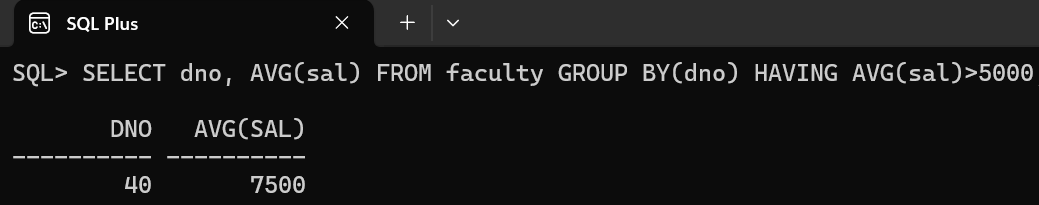 SQL Plus
SQL> SELECT dno, AVG(sal) FROM faculty GROUP BY(dno) HAVING AVG(sal)>5000
DNO AVG(SAL)
---------- ----------
40 7500